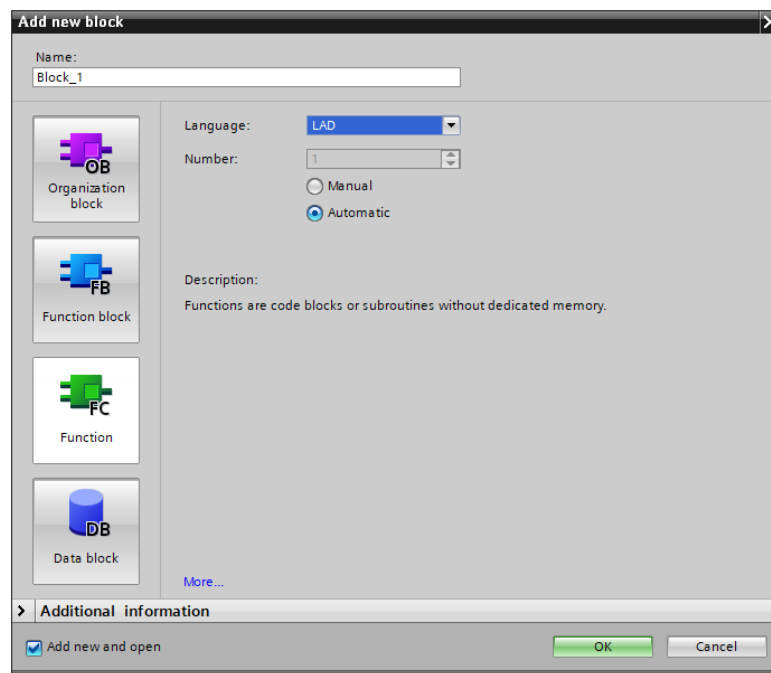 Add new block
Name:
Block_1
OB
Organization
block
FB
Function block
FC
Function
DB
Data block
Language:
LAD
Number:
1
Manual
Automatic
Description:
Functions are code blocks or subroutines without dedicated memory.
More...
Additional information
Add new and open
OK
Cancel